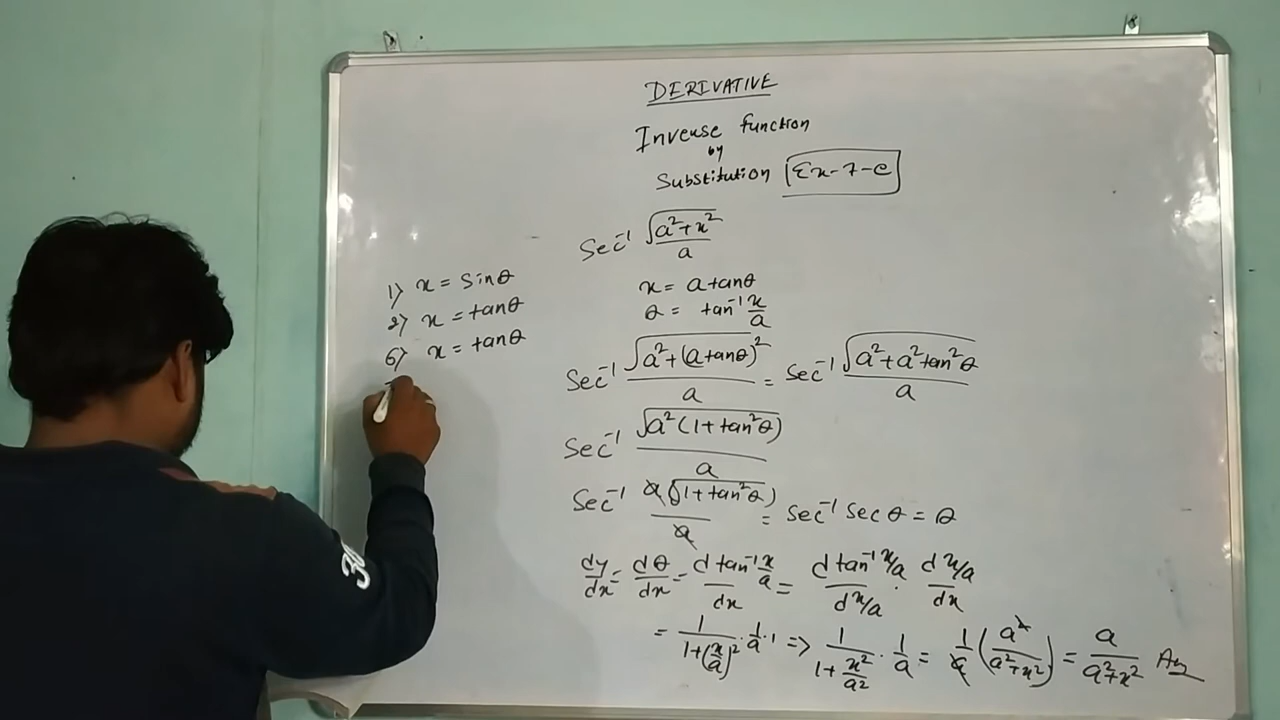 DERIVATIVE
Inverse function
by
Substitution Ex-7-e
Sec⁻¹ √(a²+x²)/a
x = a tanθ
θ = tan⁻¹ x/a
1) x = sinθ
2) x = tanθ
6) x = tanθ
Sec⁻¹ √(a²+(a tanθ)²)/a = Sec⁻¹ √(a²+a²tan²θ)/a
Sec⁻¹ √(a²(1+tan²θ))/a
Sec⁻¹ a(√(1+tan²θ))/a = Sec⁻¹ Sec θ = θ
dy/dx = dθ/dx = d tan⁻¹ x/a / dx = d tan⁻¹ x/a / d x/a · d x/a / dx
= 1/(1+(x/a)²) · 1/a · 1 => 1/(1+x²/a²) · 1/a = 1/a (a²/(a²+x²)) = a/(a²+x²) Ans
30